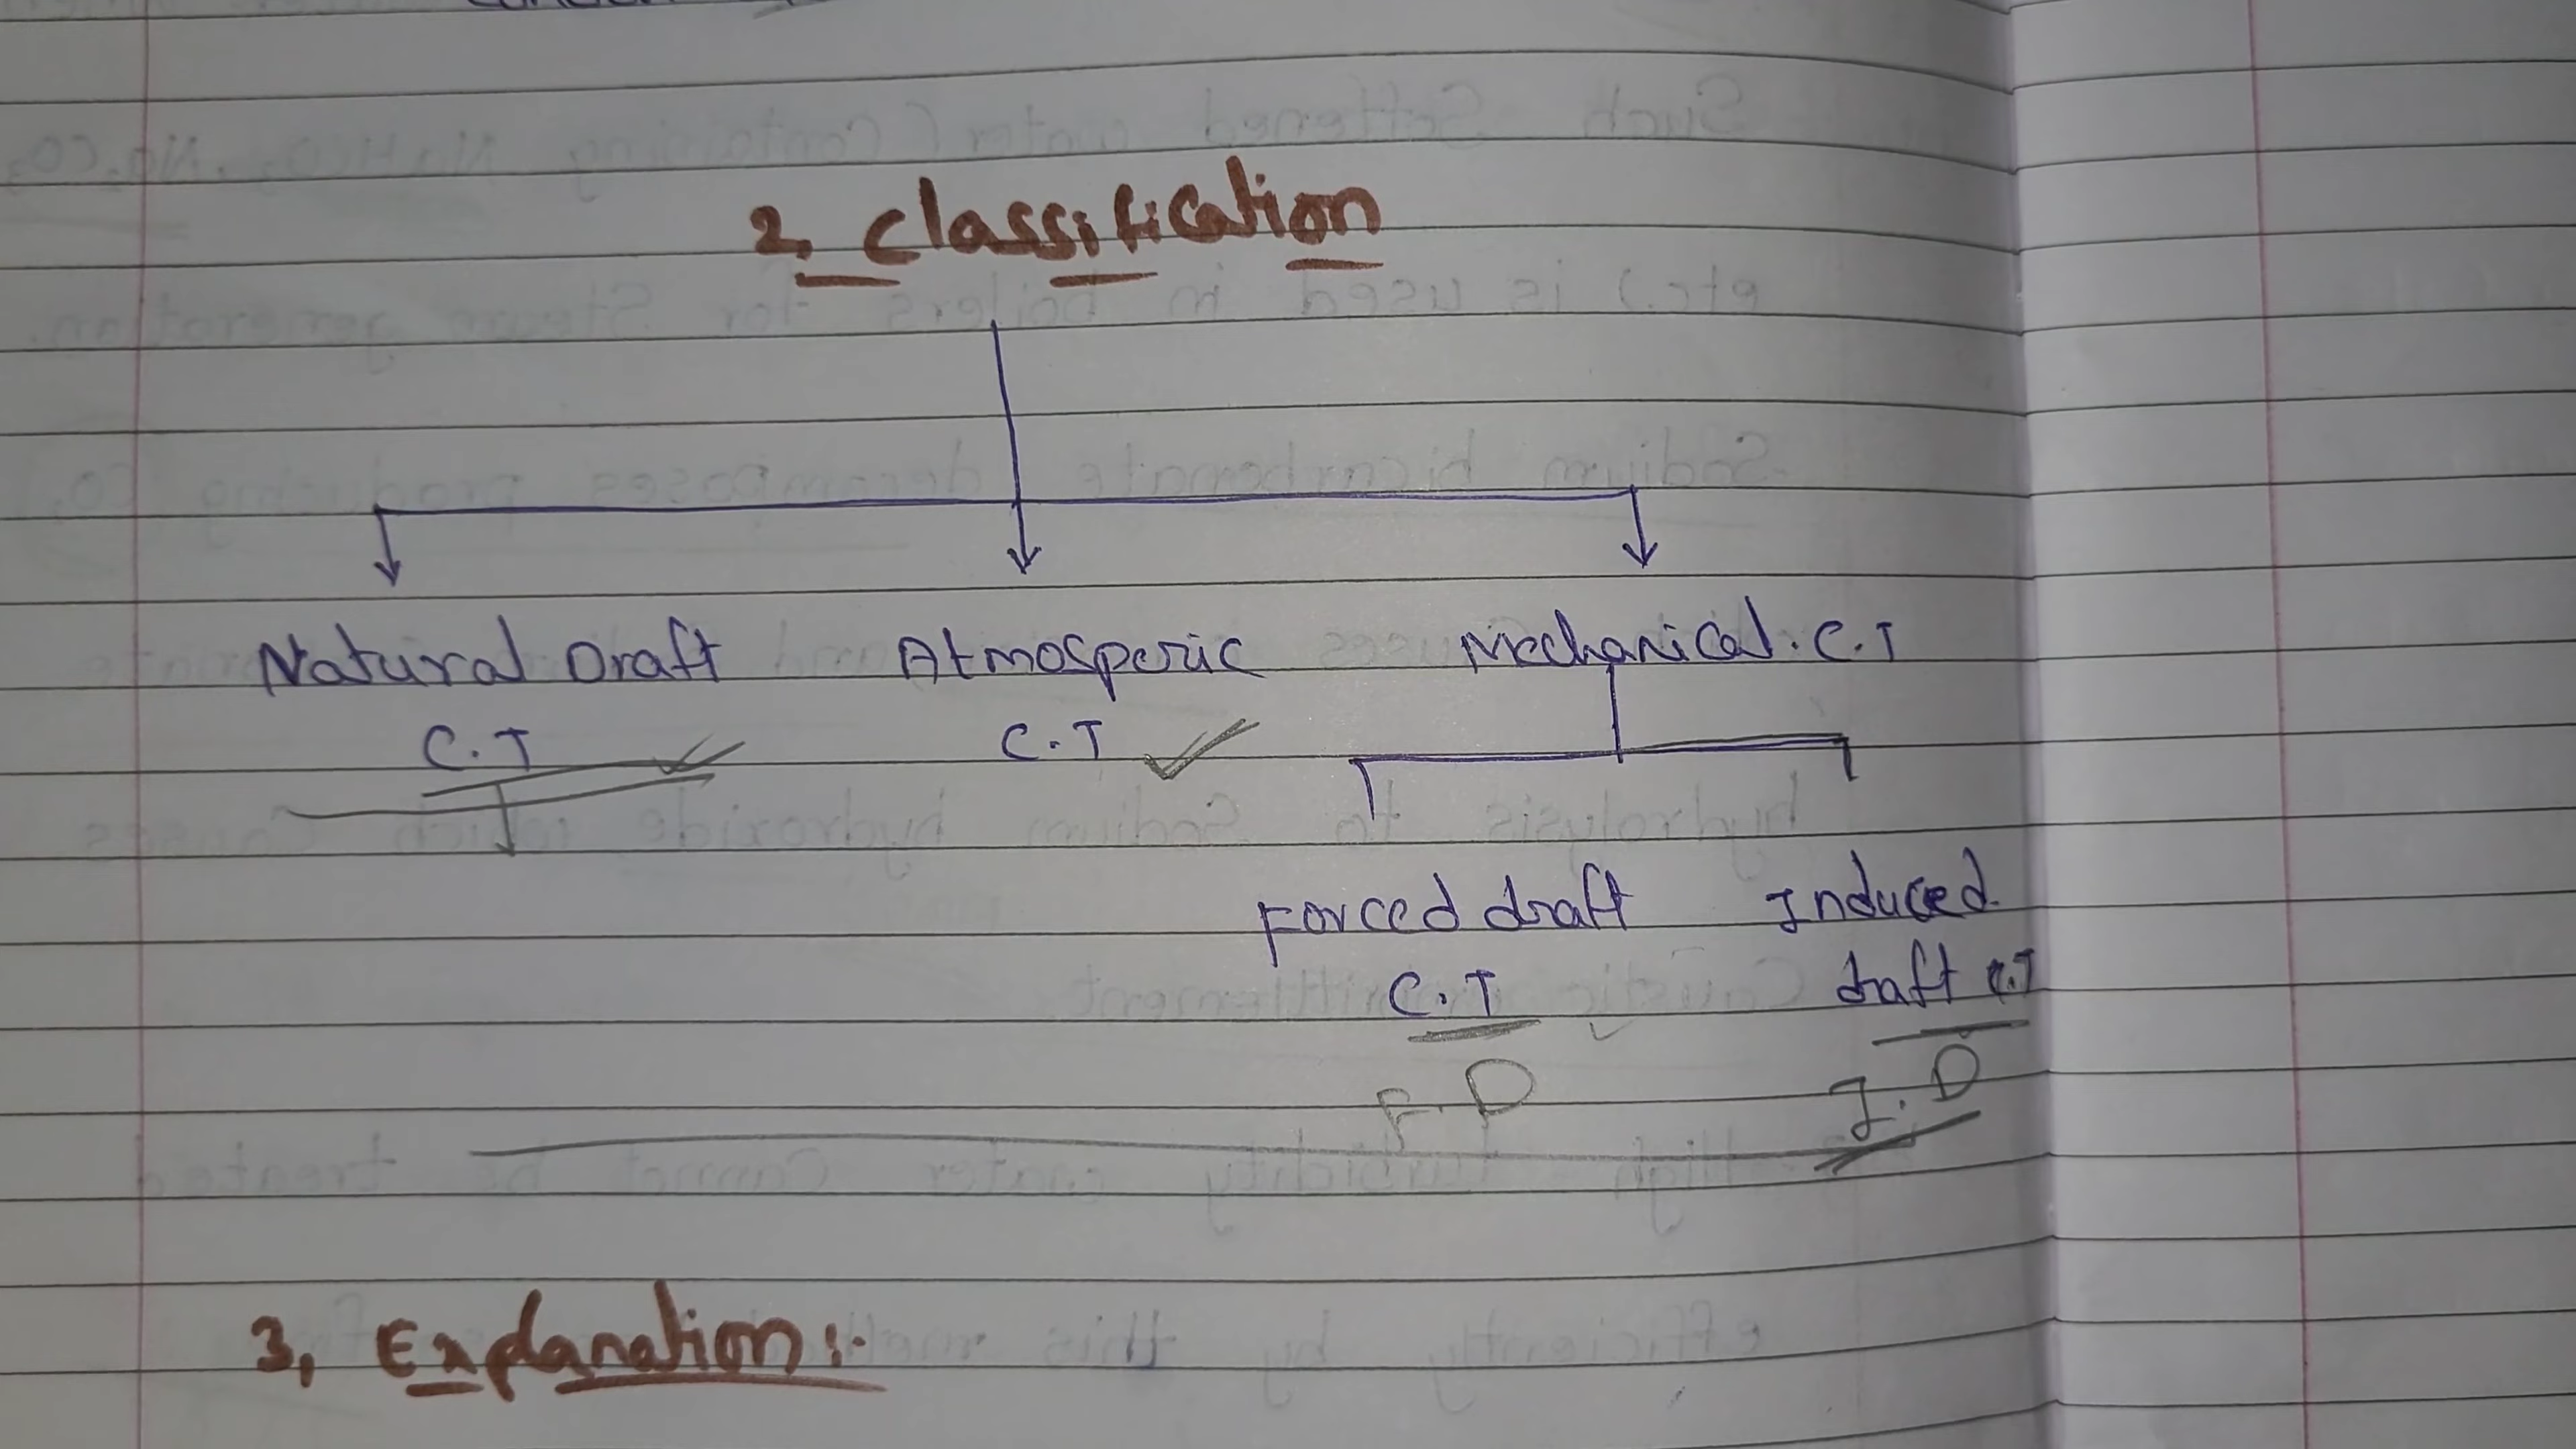 2, Classification
Natural Draft Atmosperic Mechanical. C.T
C.T C.T
Forced draft Induced
C.T draft C.T
F.D I.D
3, Explanation :-